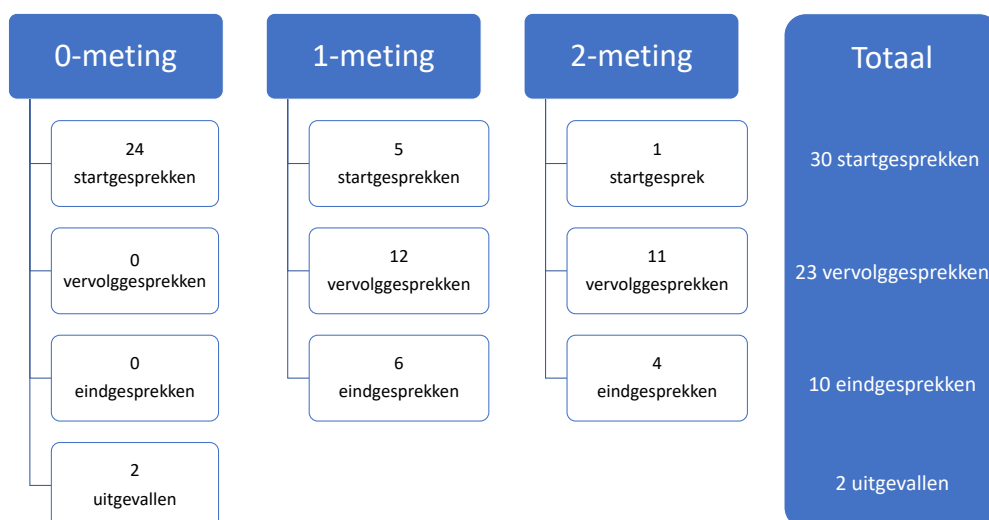 0-meting
24
startgesprekken
0
vervolggesprekken
0
eindgesprekken
2
uitgevallen
1-meting
5
startgesprekken
12
vervolggesprekken
6
eindgesprekken
2-meting
1
startgesprek
11
vervolggesprekken
4
eindgesprekken
Totaal
30 startgesprekken
23 vervolggesprekken
10 eindgesprekken
2 uitgevallen